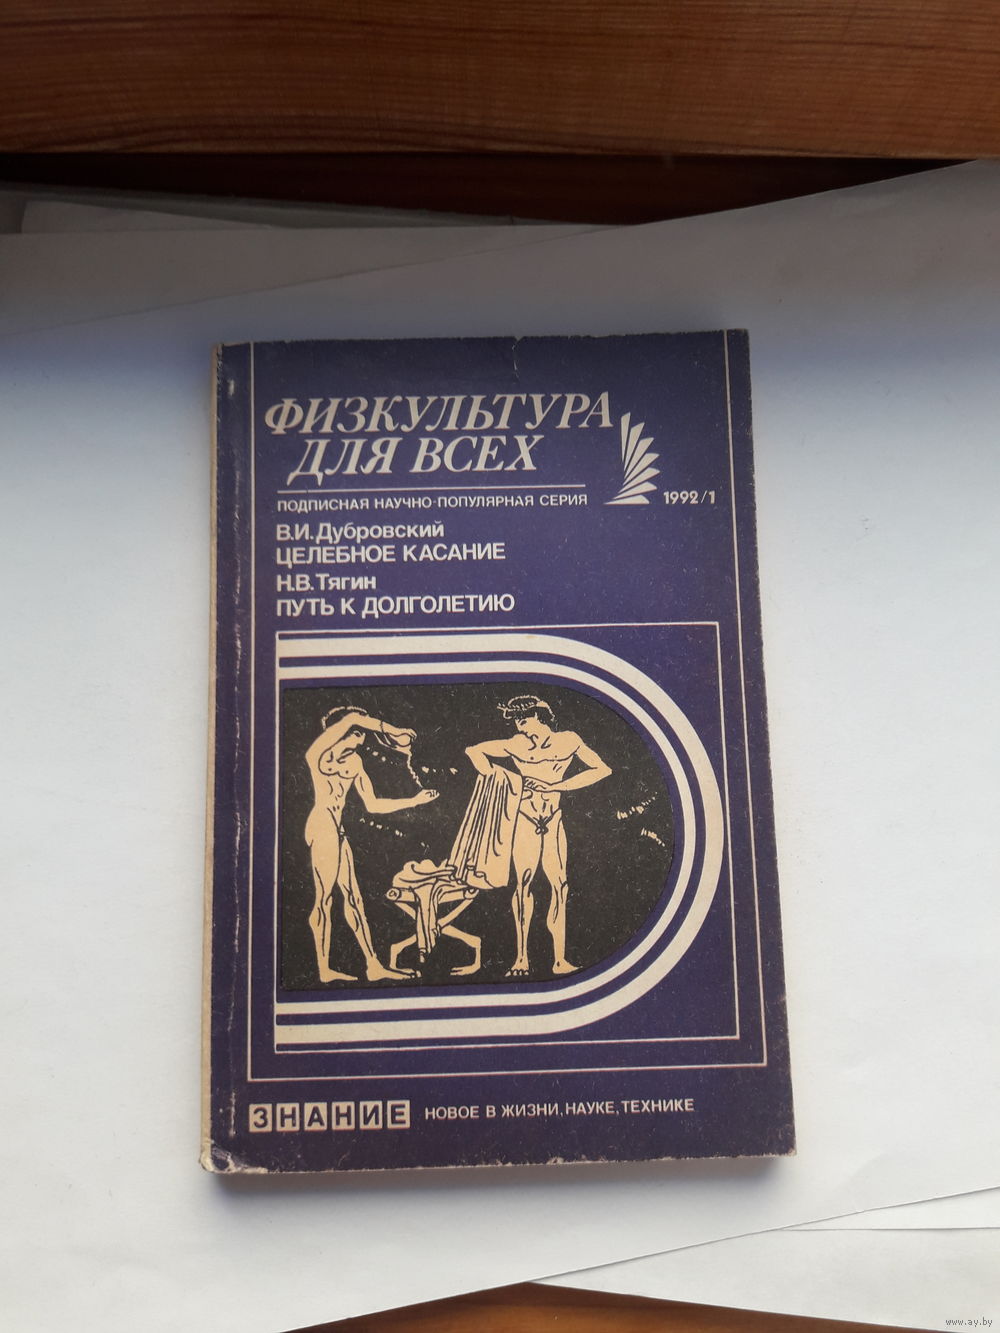 ФИЗКУЛЬТУРА
ДЛЯ ВСЕХ
ПОДПИСНАЯ НАУЧНО-ПОПУЛЯРНАЯ СЕРИЯ
1992/1
В.И.Дубровский
ЦЕЛЕБНОЕ КАСАНИЕ
Н.В.Тягин
ПУТЬ К ДОЛГОЛЕТИЮ
ЗНАНИЕ НОВОЕ В ЖИЗНИ, НАУКЕ, ТЕХНИКЕ
www.ay.by